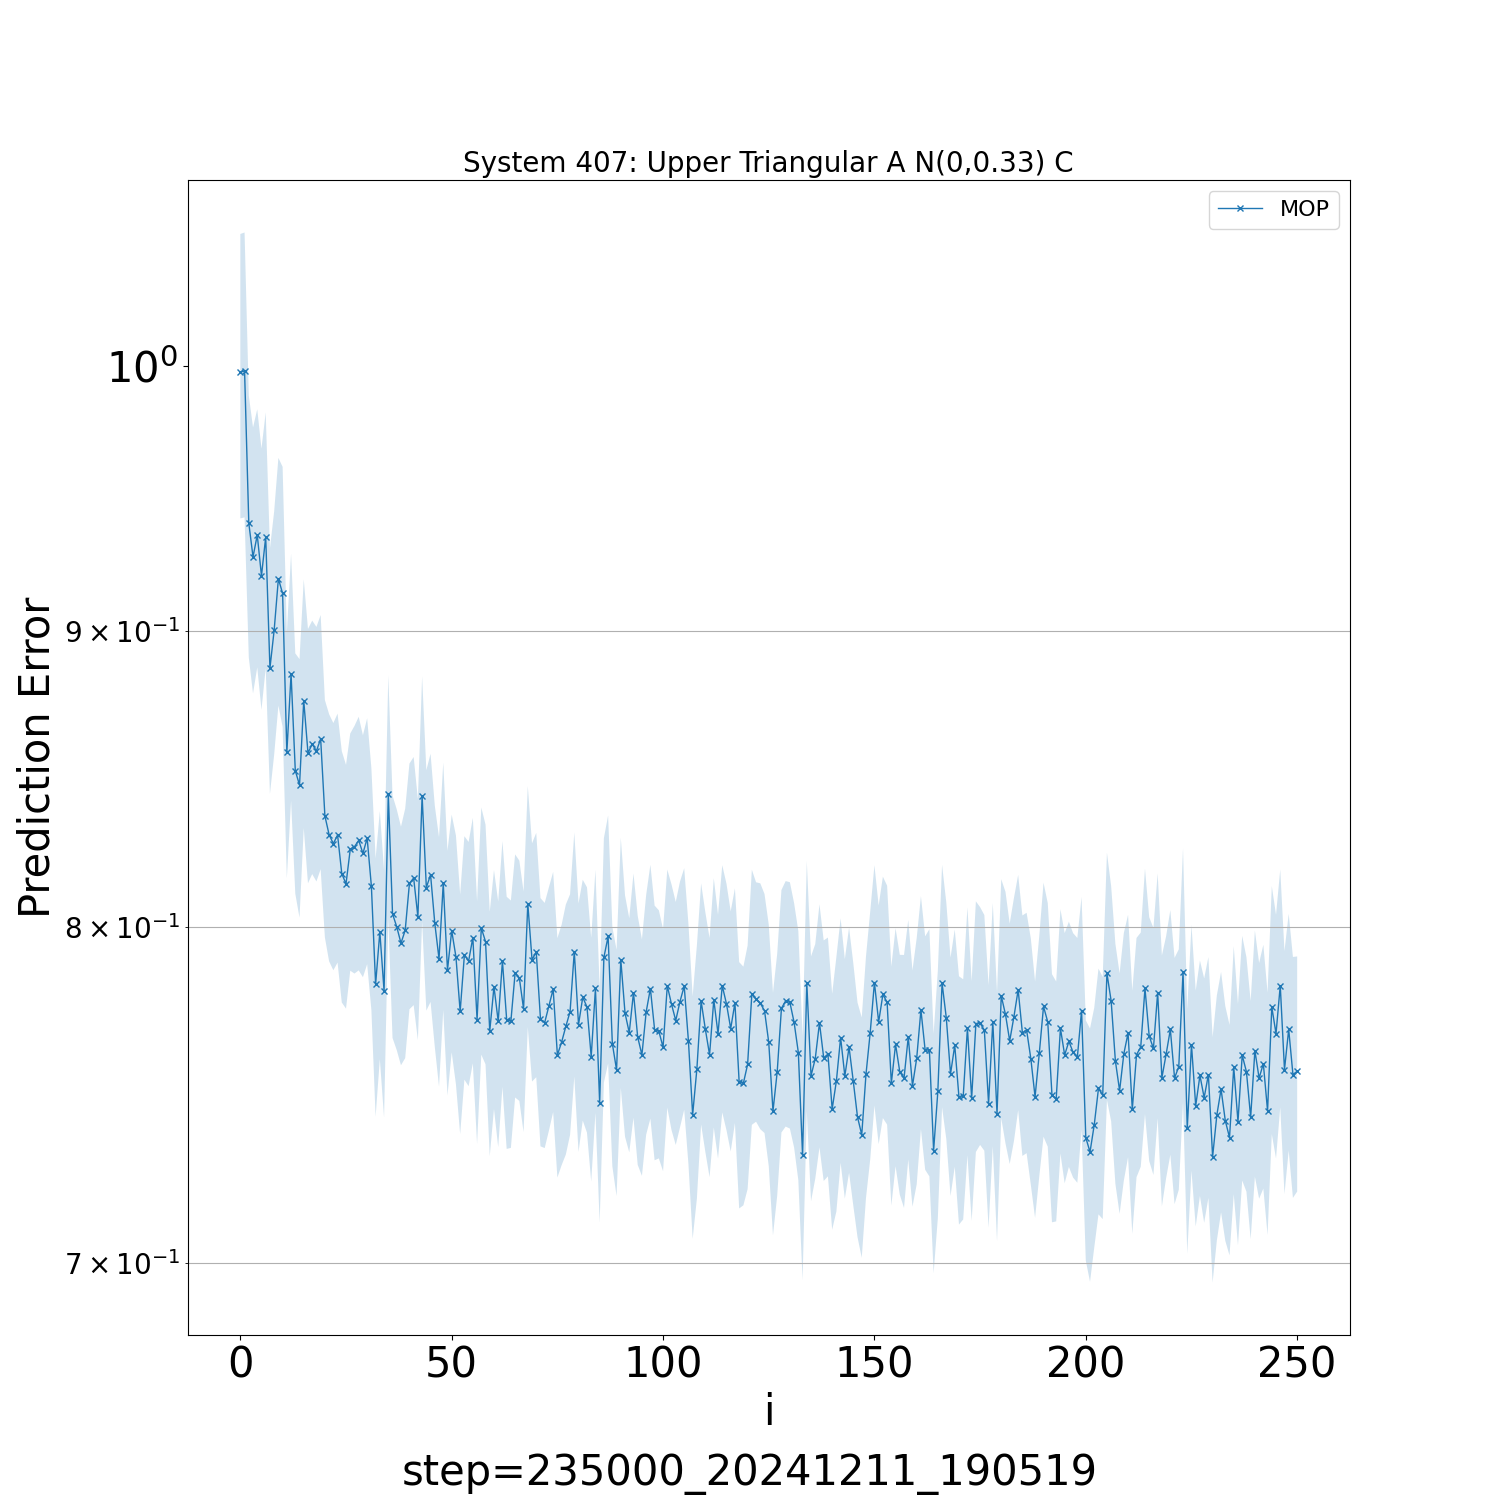 System 407: Upper Triangular A N(0,0.33) C
MOP
Prediction Error
10⁰
9 × 10⁻¹
8 × 10⁻¹
7 × 10⁻¹
0 50 100 150 200 250
i
step=235000_20241211_190519